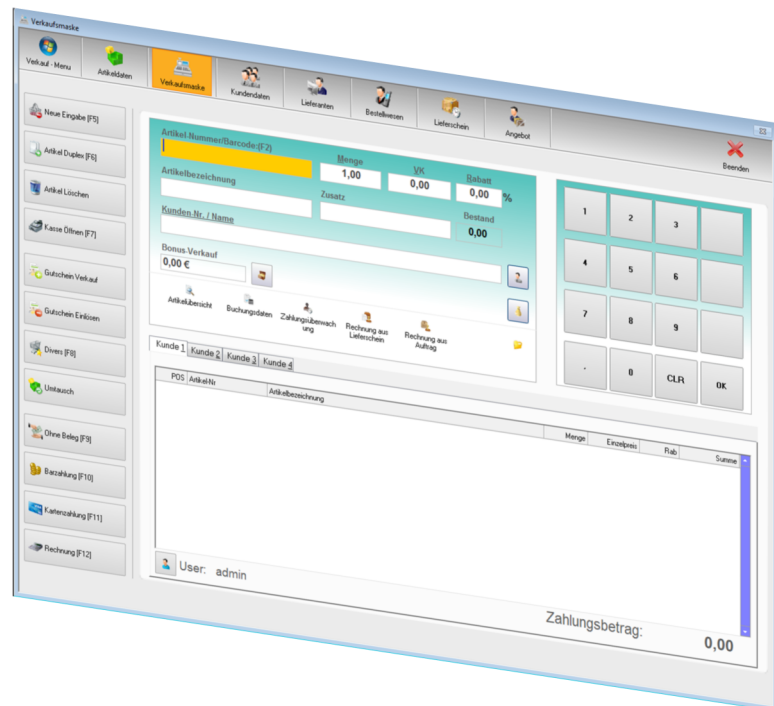 Verkaufsmaske
Verkauf - Menu
Artikeldaten
Verkaufsmaske
Kundendaten
Lieferanten
Bestellwesen
Lieferschein
Angebot
Beenden
Neue Eingabe [F5]
Artikel Duplex [F6]
Artikel Löschen
Kasse Öffnen [F7]
Gutschein Verkauf
Gutschein Einlösen
Divers [F8]
Umtausch
Ohne Beleg [F9]
Barzahlung [F10]
Kartenzahlung [F11]
Rechnung [F12]
Artikel-Nummer/Barcode:(F2)
Menge
VK
Rabatt
1,00
0,00
0,00
%
Artikelbezeichnung
Zusatz
Bestand
0,00
Kunden-Nr. / Name
Bonus-Verkauf
0,00 €
Artikelübersicht
Buchungsdaten
Zahlungsüberwach
ung
Rechnung aus
Lieferschein
Rechnung aus
Auftrag
1 2 3
4 5 6
7 8 9
. 0 CLR OK
Kunde 1 Kunde 2 Kunde 3 Kunde 4
POS Artikel-Nr Artikelbezeichnung Menge Einzelpreis Rab Summe
User: admin
Zahlungsbetrag: 0,00